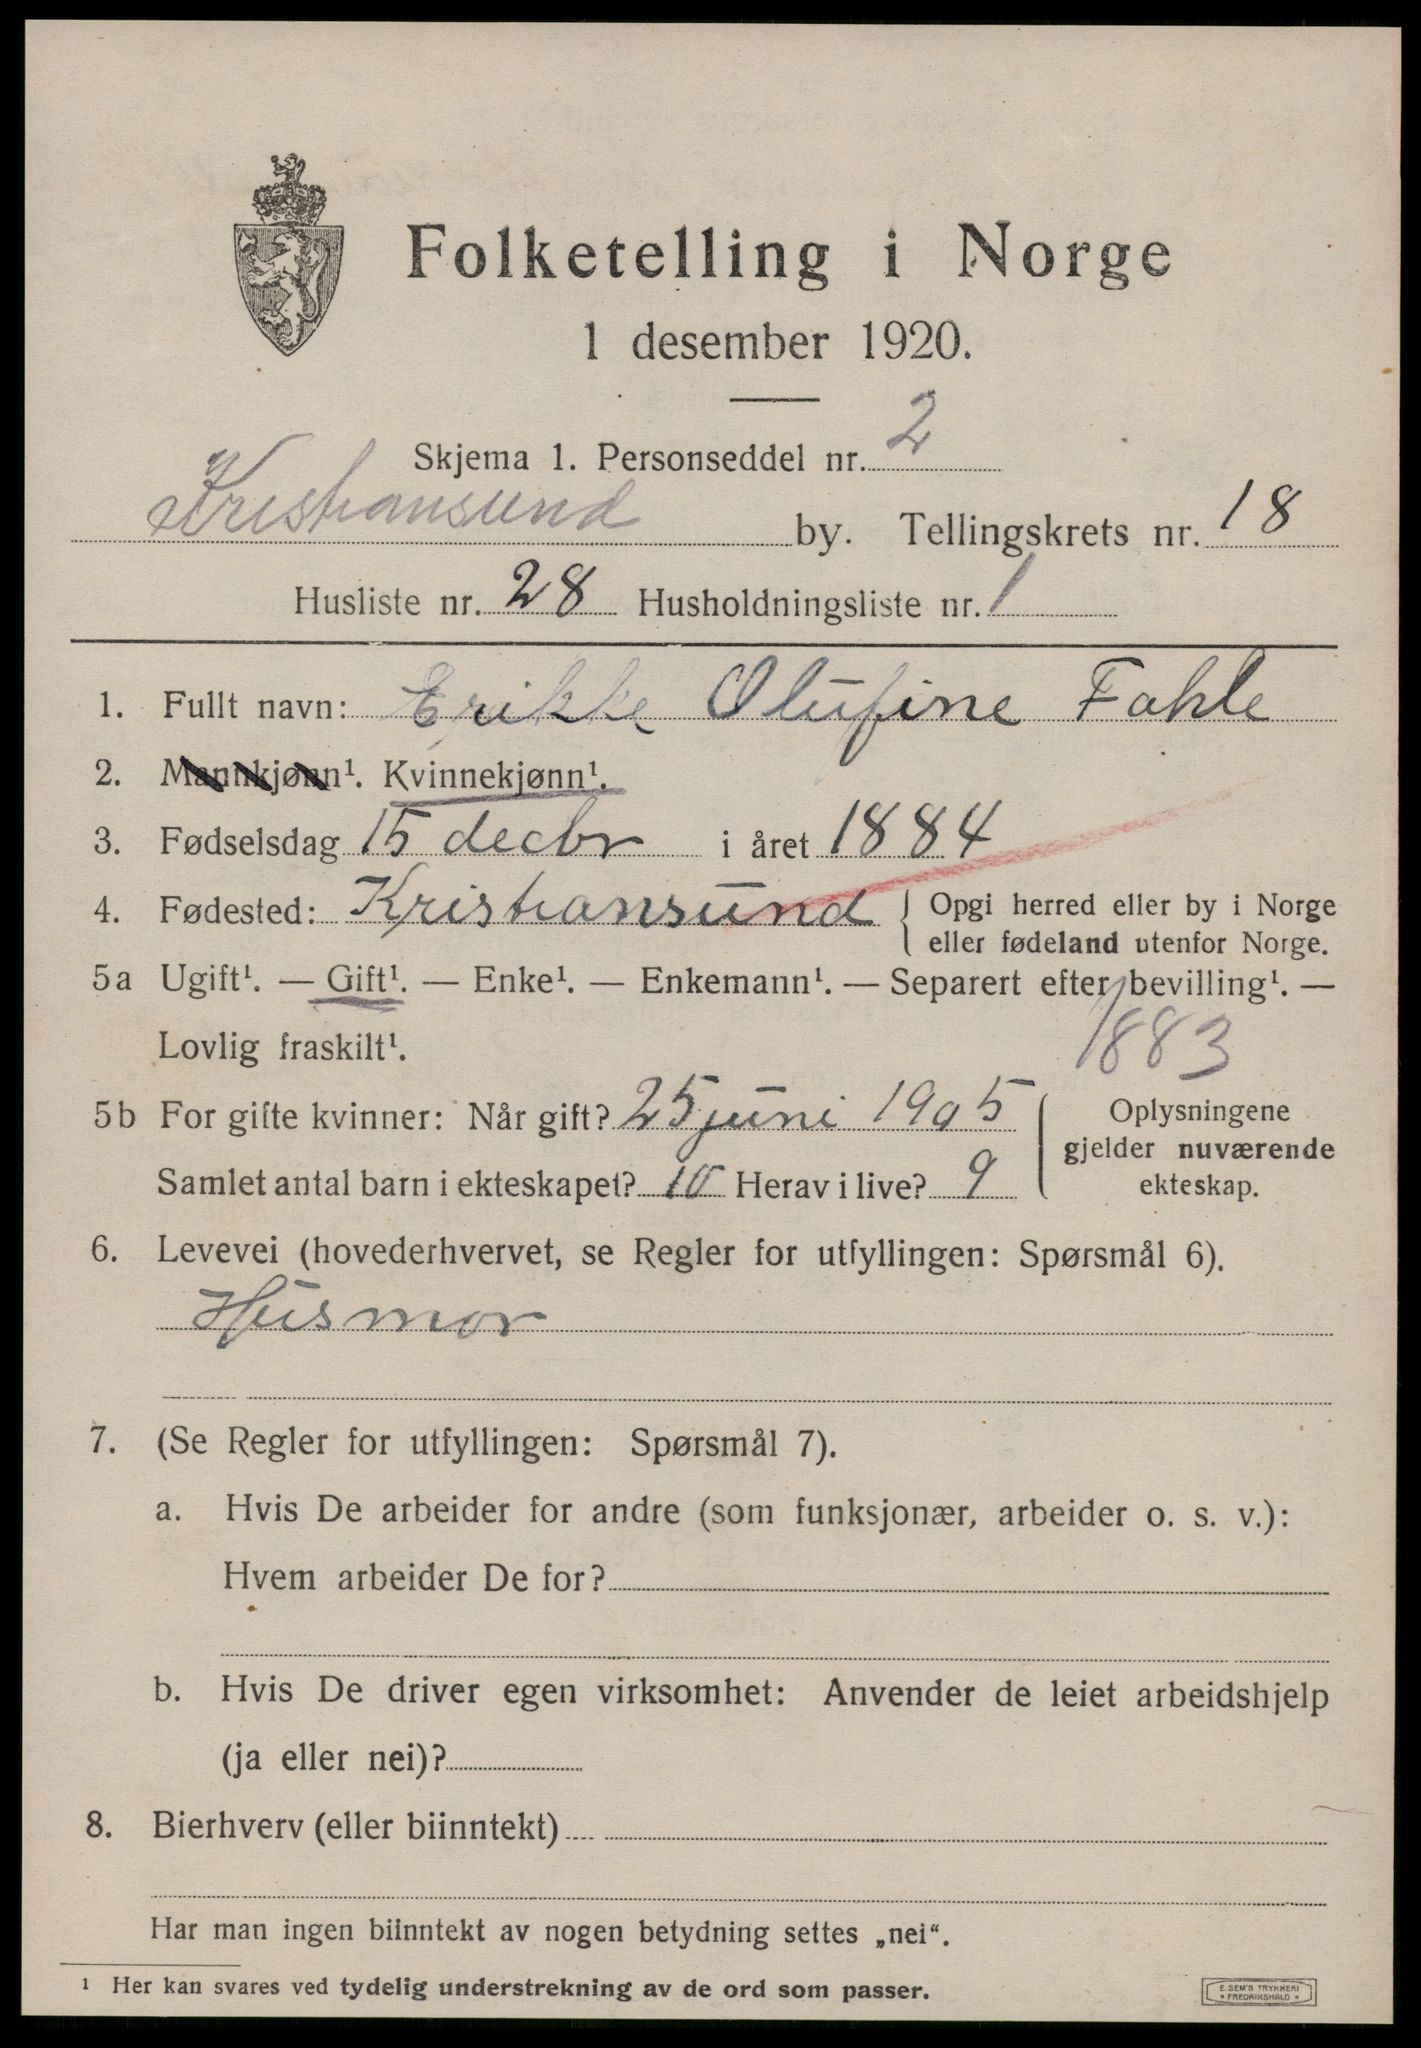 Folketelling i Norge
1 desember 1920.
Skjema 1. Personseddel nr. 2
Kristiansund by. Tellingskrets nr. 18
Husliste nr. 28 Husholdningsliste nr. 1
1. Fullt navn: Erikke Olufine Fahle
2. Mannkjønn¹. Kvinnekjønn¹.
3. Fødselsdag 15 decbr i året 1884
4. Fødested: Kristiansund { Opgi herred eller by i Norge
eller fødeland utenfor Norge.
5a Ugift¹. — Gift¹. — Enke¹. — Enkemann¹. — Separert efter bevilling¹. —
Lovlig fraskilt¹. 1883
5b For gifte kvinner: Når gift? 25 juni 1905 Oplysningene
gjelder nuværende
Samlet antal barn i ekteskapet? 10 Herav i live? 9 ekteskap.
6. Levevei (hovederhvervet, se Regler for utfyllingen: Spørsmål 6).
Husmor
7. (Se Regler for utfyllingen: Spørsmål 7).
a. Hvis De arbeider for andre (som funksjonær, arbeider o. s. v.):
Hvem arbeider De for?
b. Hvis De driver egen virksomhet: Anvender de leiet arbeidshjelp
(ja eller nei)?
8. Bierhverv (eller biinntekt)
Har man ingen biinntekt av nogen betydning settes „nei“.
¹ Her kan svares ved tydelig understrekning av de ord som passer.
E. SEM'S TRYKKERI
• FREDRIKSHALD •